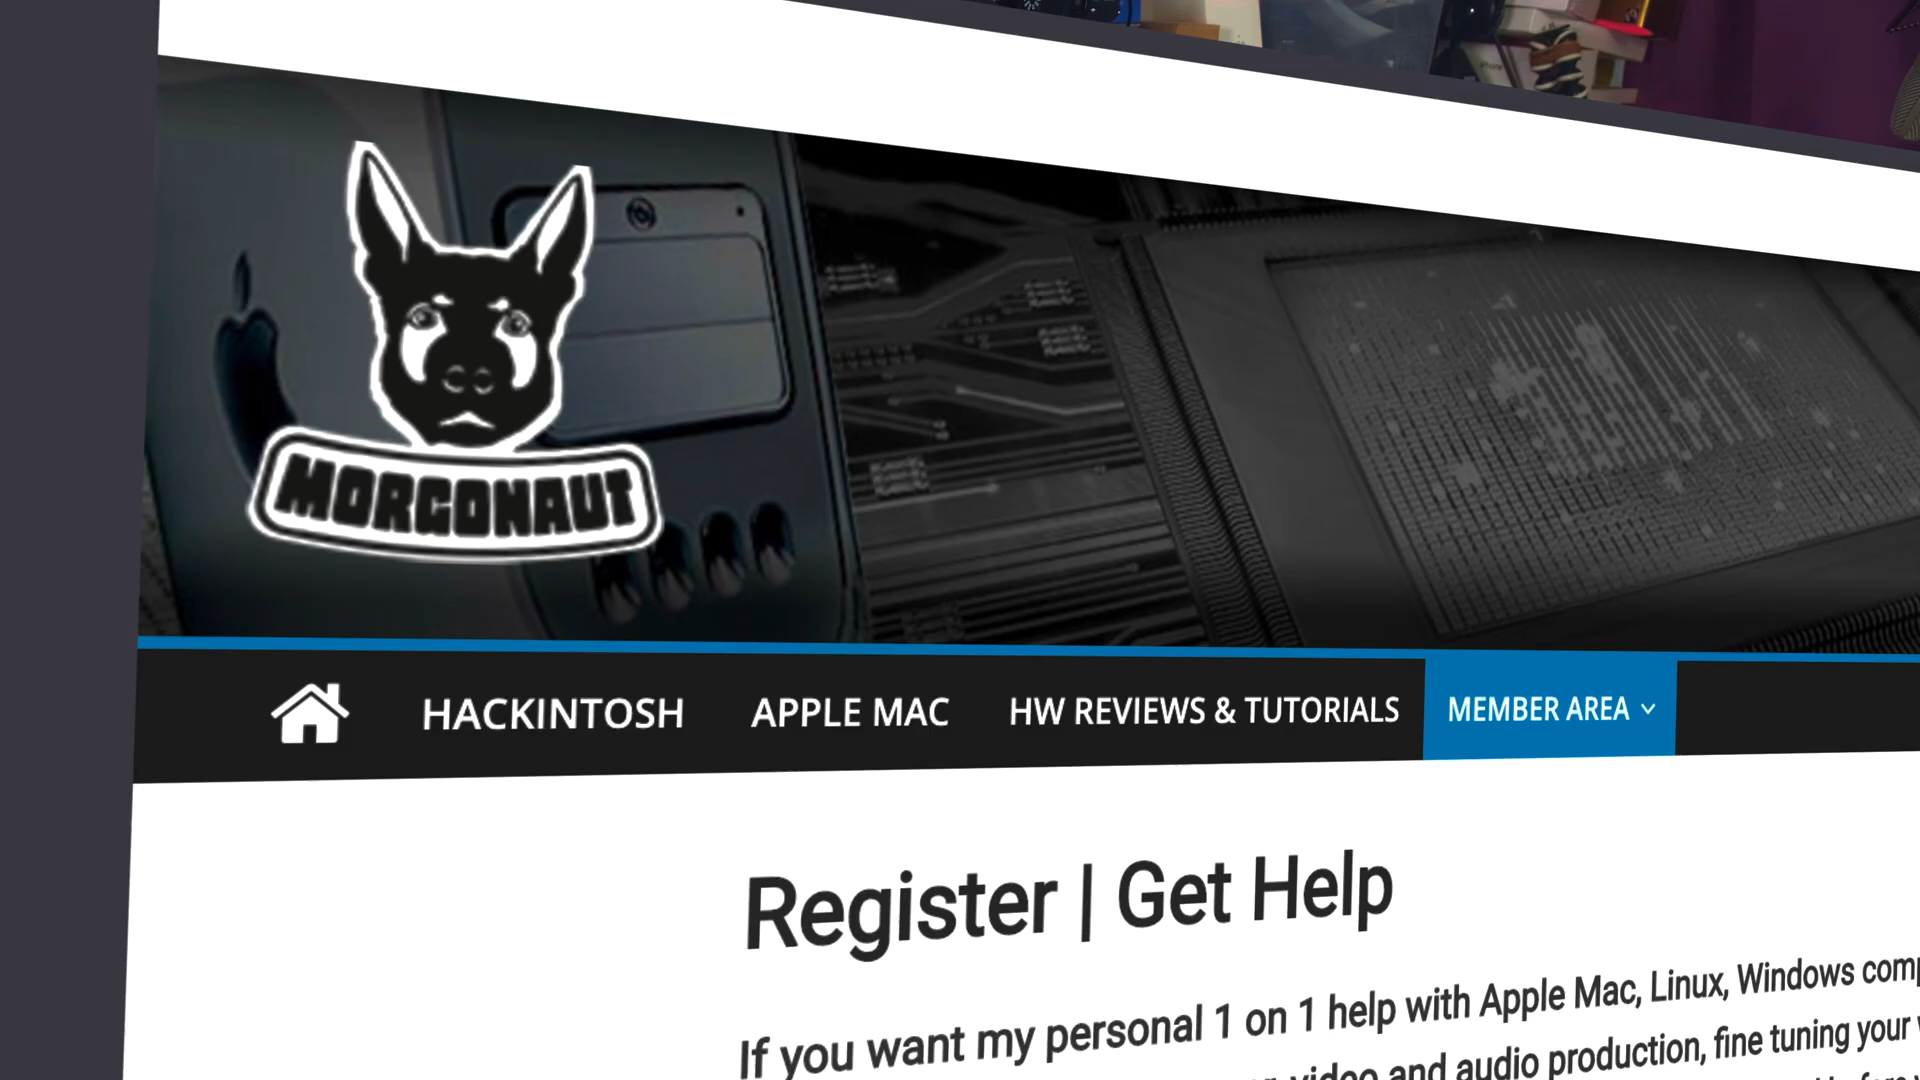 MORGONAUT
HACKINTOSH APPLE MAC HW REVIEWS & TUTORIALS MEMBER AREA
Register | Get Help
If you want my personal 1 on 1 help with Apple Mac, Linux, Windows comp
video and audio production, fine tuning your